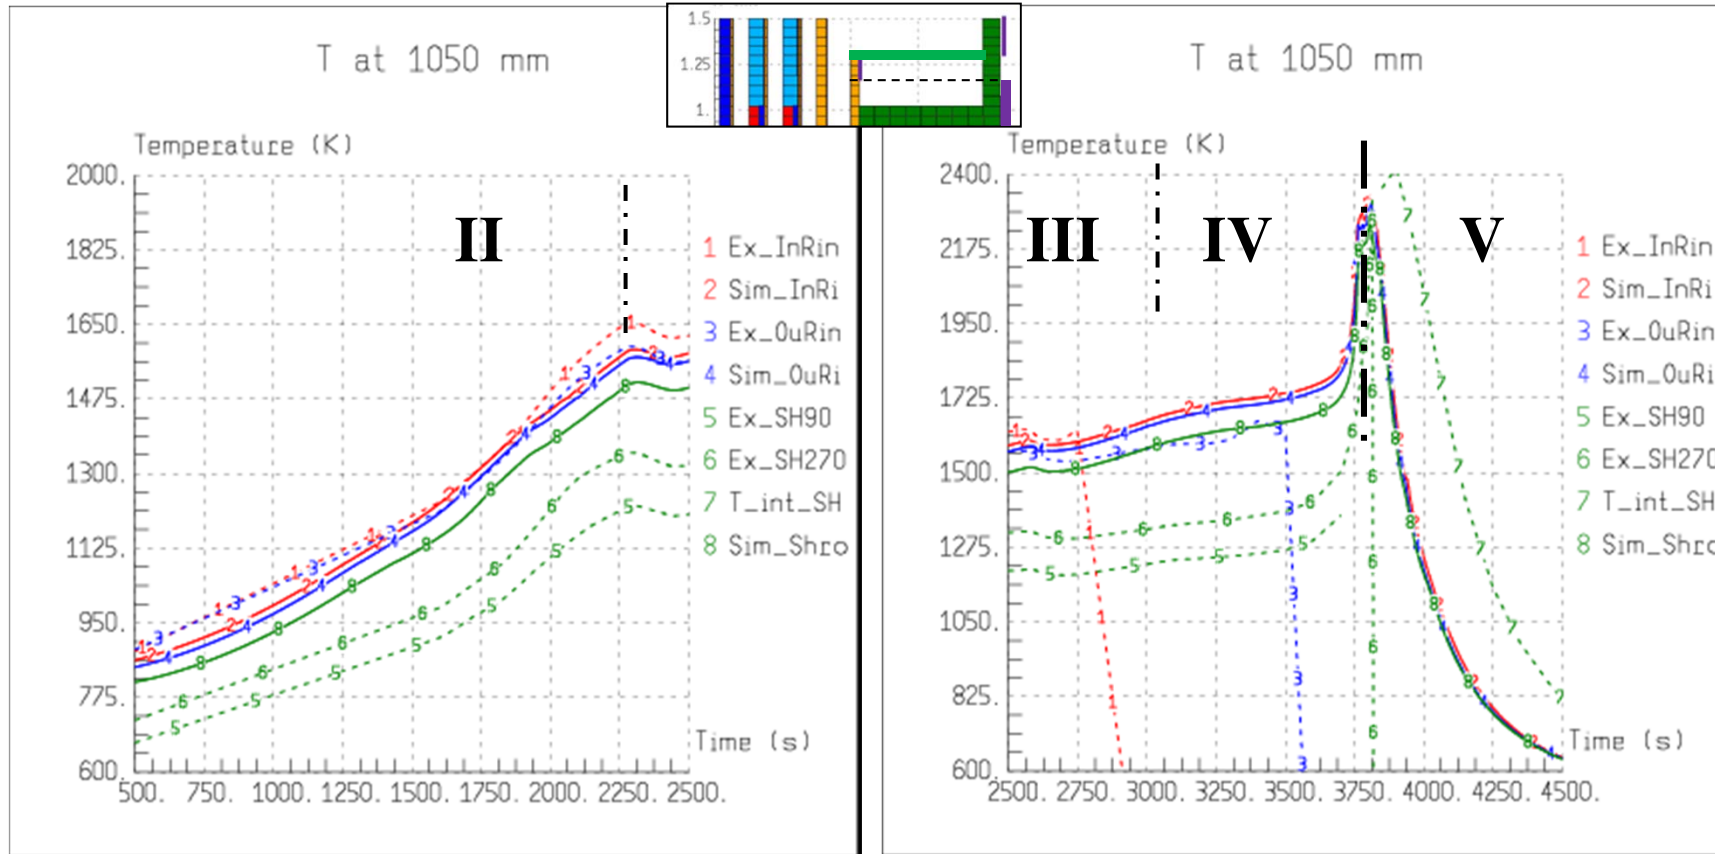 T at 1050 mm
Temperature (K)
2000.
1825.
1650.
1475.
1300.
1125.
950.
775.
600.
500. 750. 1000. 1250. 1500. 1750. 2000. 2250. 2500.
Time (s)
II
1 Ex_InRin
2 Sim_InRi
3 Ex_OuRin
4 Sim_OuRi
5 Ex_SH90
6 Ex_SH270
7 T_int_SH
8 Sim_Shro
1.5
1.25
1.
T at 1050 mm
Temperature (K)
2400.
2175.
1950.
1725.
1500.
1275.
1050.
825.
600.
2500. 2750. 3000. 3250. 3500. 3750. 4000. 4250. 4500.
Time (s)
III IV V
1 Ex_InRin
2 Sim_InRi
3 Ex_OuRin
4 Sim_OuRi
5 Ex_SH90
6 Ex_SH270
7 T_int_SH
8 Sim_Shro